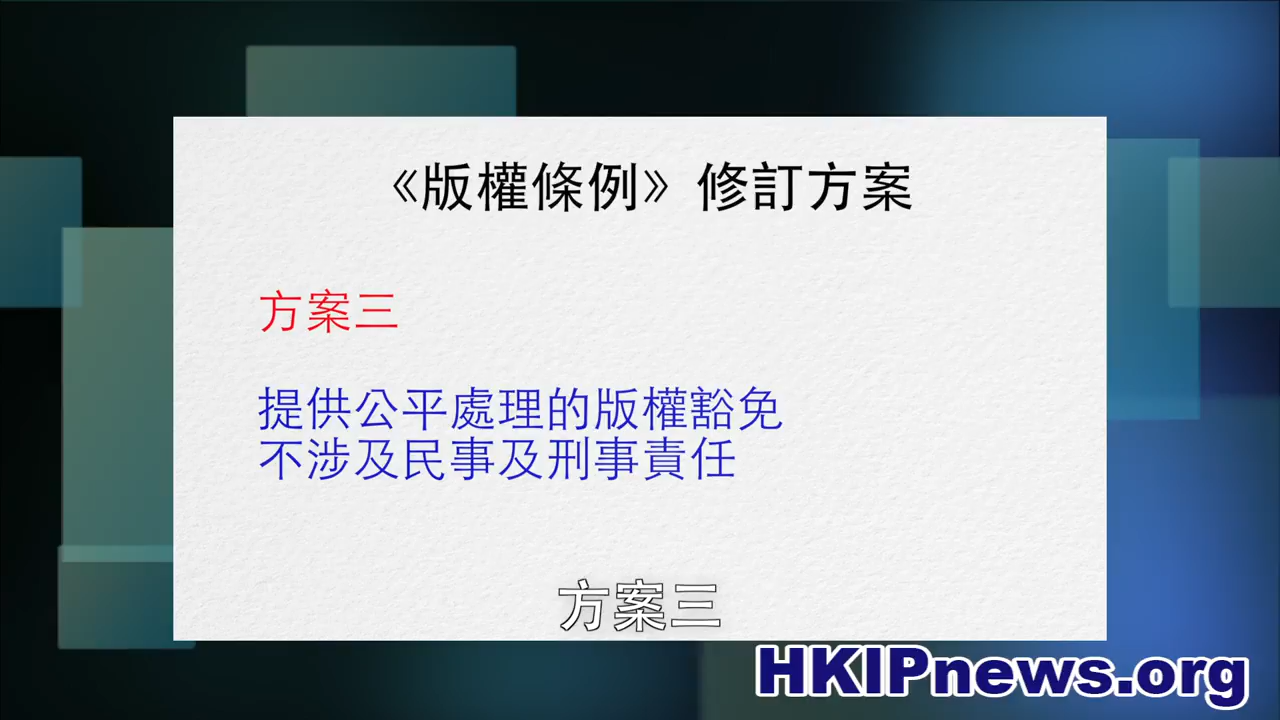 《版權條例》修訂方案
方案三
提供公平處理的版權豁免
不涉及民事及刑事責任
方案三
HKIPnews.org